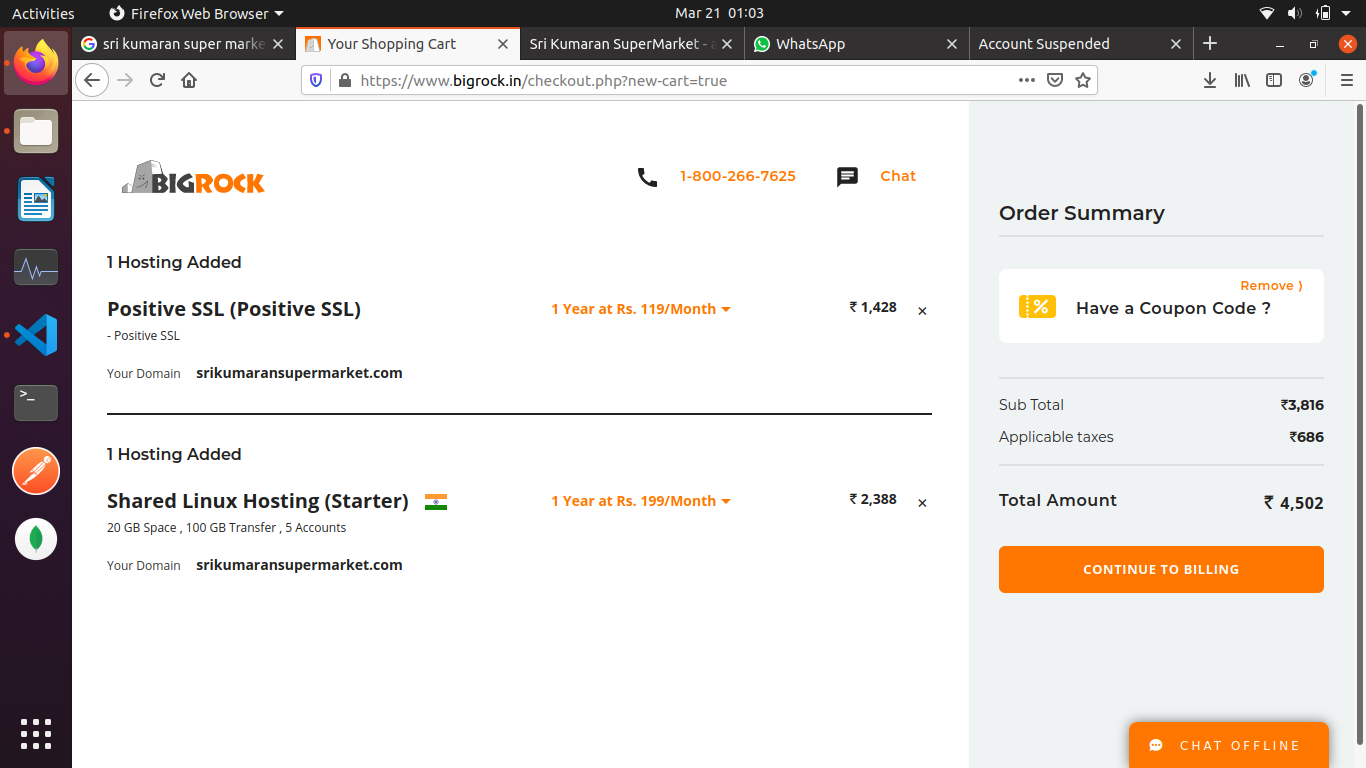 Activities
Firefox Web Browser
Mar 21 01:03
sri kumaran super marke
Your Shopping Cart
Sri Kumaran SuperMarket - a
WhatsApp
Account Suspended
https://www.bigrock.in/checkout.php?new-cart=true
BIGROCK
1-800-266-7625
Chat
1 Hosting Added
Positive SSL (Positive SSL)
1 Year at Rs. 119/Month
₹ 1,428
×
- Positive SSL
Your Domain srikumaransupermarket.com
1 Hosting Added
Shared Linux Hosting (Starter)
1 Year at Rs. 199/Month
₹ 2,388
×
20 GB Space , 100 GB Transfer , 5 Accounts
Your Domain srikumaransupermarket.com
Order Summary
Remove ⟩
%
Have a Coupon Code ?
Sub Total ₹3,816
Applicable taxes ₹686
Total Amount ₹ 4,502
CONTINUE TO BILLING
CHAT OFFLINE